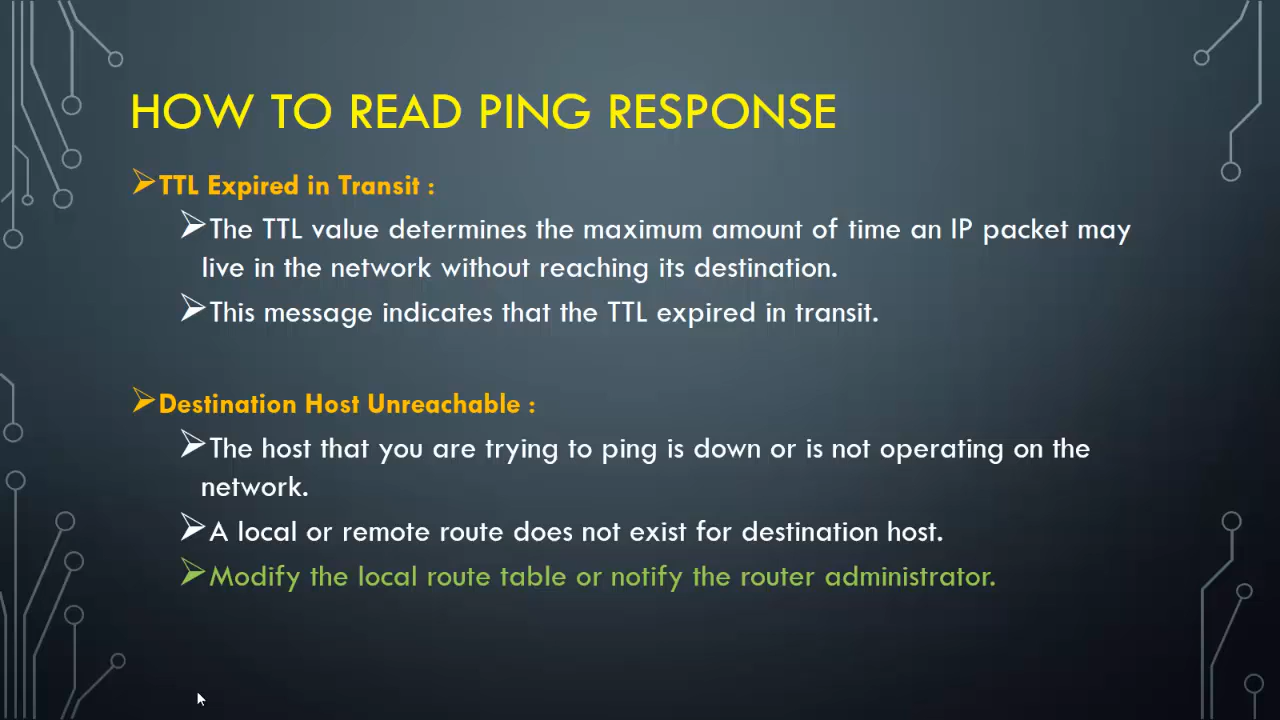 HOW TO READ PING RESPONSE
TTL Expired in Transit :
The TTL value determines the maximum amount of time an IP packet may
live in the network without reaching its destination.
This message indicates that the TTL expired in transit.
Destination Host Unreachable :
The host that you are trying to ping is down or is not operating on the
network.
A local or remote route does not exist for destination host.
Modify the local route table or notify the router administrator.